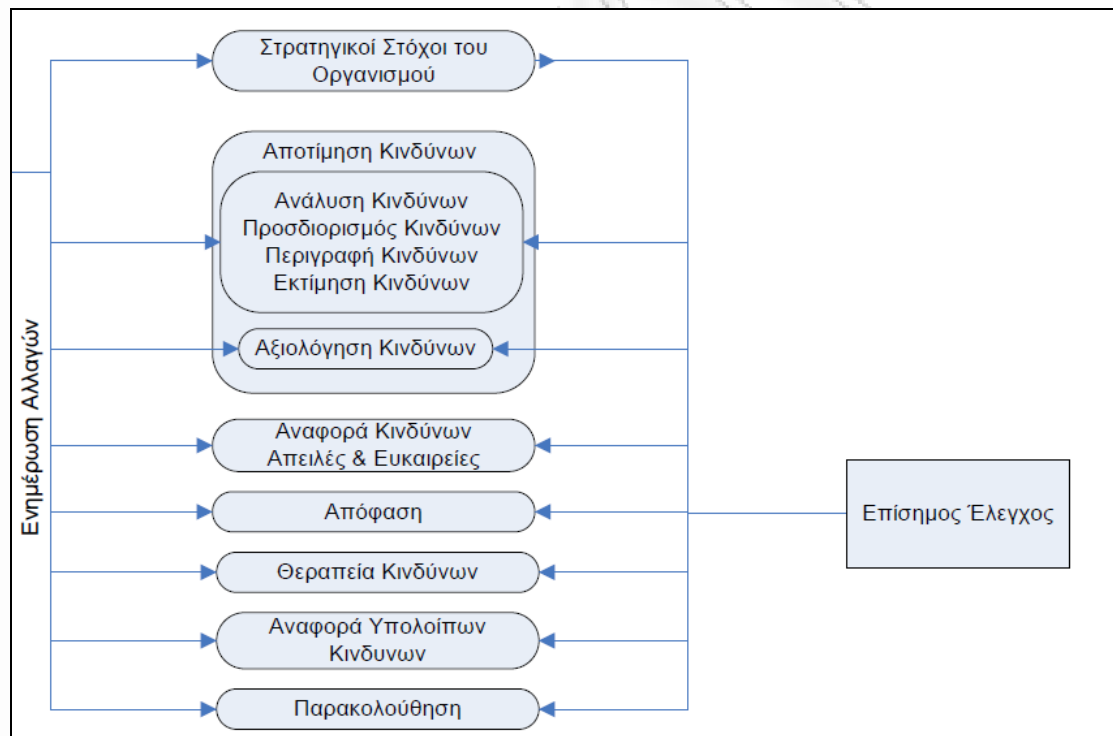 Στρατηγικοί Στόχοι του
Οργανισμού
Αποτίμηση Κινδύνων
Ανάλυση Κινδύνων
Προσδιορισμός Κινδύνων
Περιγραφή Κινδύνων
Εκτίμηση Κινδύνων
Αξιολόγηση Κινδύνων
Αναφορά Κινδύνων
Απειλές & Ευκαιρείες
Απόφαση
Θεραπεία Κινδύνων
Αναφορά Υπολοίπων
Κινδυνων
Παρακολούθηση
Ενημέρωση Αλλαγών
Επίσημος Έλεγχος